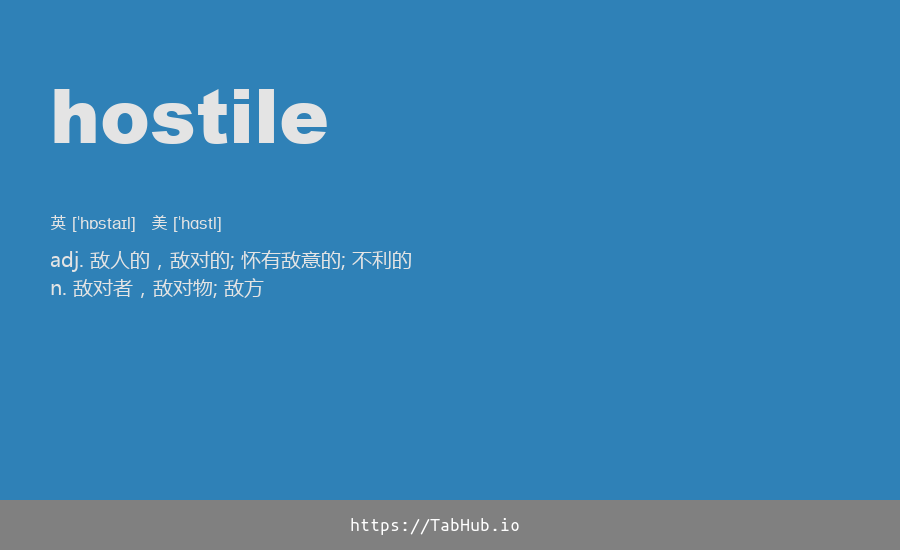 hostile
英 [ˈhɒstaɪl] 美 [ˈhɑstl]
adj. 敌人的，敌对的; 怀有敌意的; 不利的
n. 敌对者，敌对物; 敌方
https://TabHub.io